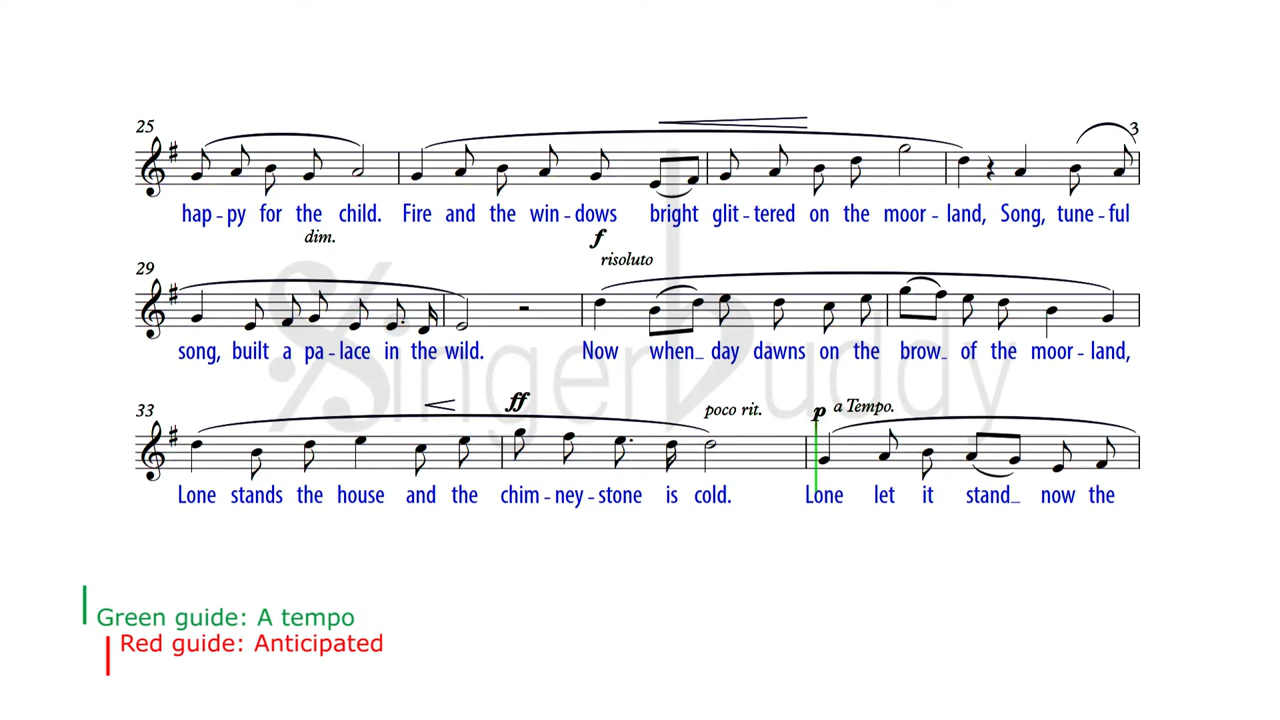 25
3
hap - py for the child. Fire and the win - dows bright glit - tered on the moor - land, Song, tune - ful
dim.
f
risoluto
29
song, built a pa - lace in the wild. Now when_ day dawns on the brow_ of the moor - land,
33
ff
poco rit.
p a Tempo.
Lone stands the house and the chim - ney - stone is cold. Lone let it stand_ now the
Singerbuddy
Green guide: A tempo
Red guide: Anticipated